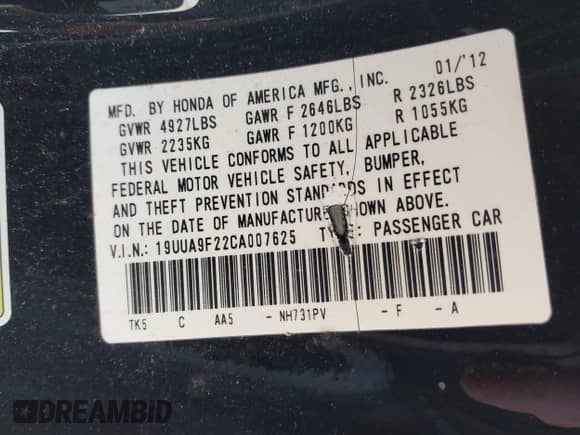 MFD. BY HONDA OF AMERICA MFG., INC. 01/'12
GVWR 4927LBS GAWR F 2646LBS R 2326LBS
GVWR 2235KG GAWR F 1200KG R 1055KG
THIS VEHICLE CONFORMS TO ALL APPLICABLE
FEDERAL MOTOR VEHICLE SAFETY, BUMPER,
AND THEFT PREVENTION STANDARDS IN EFFECT
ON THE DATE OF MANUFACTURE SHOWN ABOVE.
V.I.N.: 19UUA9F22CA007625 TYPE: PASSENGER CAR
TK5 C AA5 - NH731PV - F - A
DREAMBID